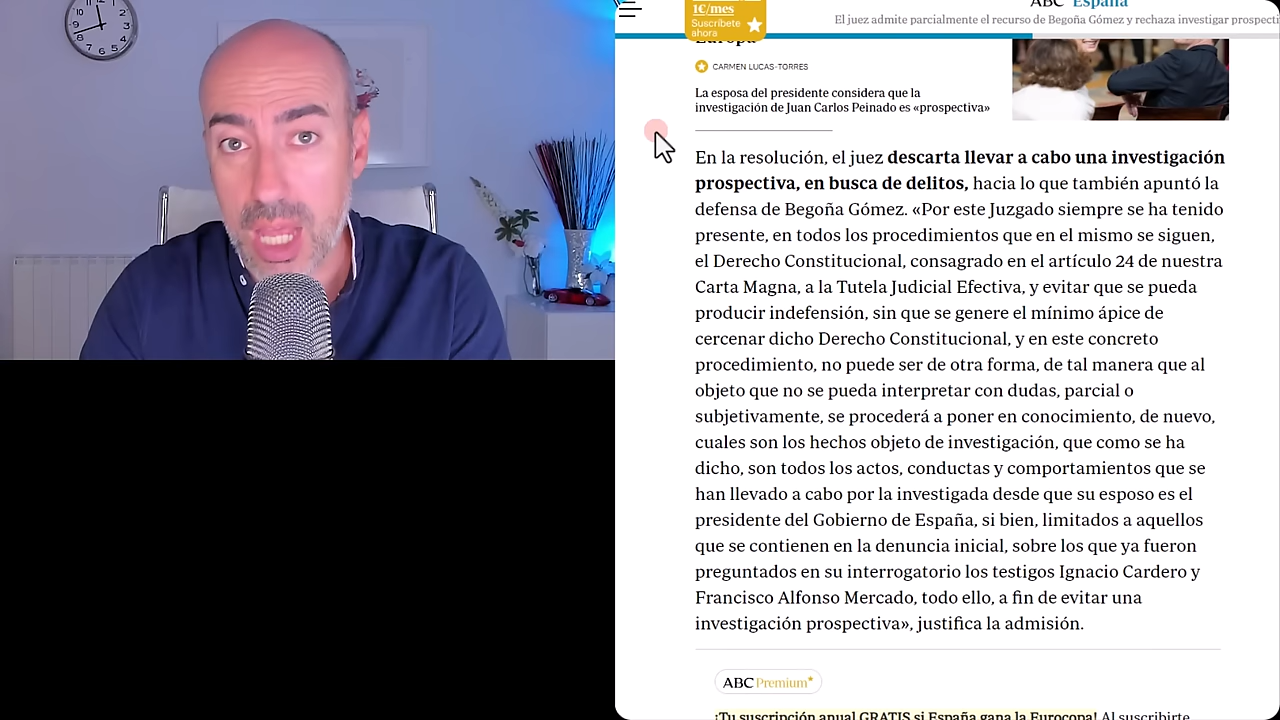 1€/mes
Suscríbete
ahora
ABC España
El juez admite parcialmente el recurso de Begoña Gómez y rechaza investigar prospecti
Europa
CARMEN LUCAS-TORRES
La esposa del presidente considera que la
investigación de Juan Carlos Peinado es «prospectiva»
En la resolución, el juez descarta llevar a cabo una investigación
prospectiva, en busca de delitos, hacia lo que también apuntó la
defensa de Begoña Gómez. «Por este Juzgado siempre se ha tenido
presente, en todos los procedimientos que en el mismo se siguen,
el Derecho Constitucional, consagrado en el artículo 24 de nuestra
Carta Magna, a la Tutela Judicial Efectiva, y evitar que se pueda
producir indefensión, sin que se genere el mínimo ápice de
cercenar dicho Derecho Constitucional, y en este concreto
procedimiento, no puede ser de otra forma, de tal manera que al
objeto que no se pueda interpretar con dudas, parcial o
subjetivamente, se procederá a poner en conocimiento, de nuevo,
cuales son los hechos objeto de investigación, que como se ha
dicho, son todos los actos, conductas y comportamientos que se
han llevado a cabo por la investigada desde que su esposo es el
presidente del Gobierno de España, si bien, limitados a aquellos
que se contienen en la denuncia inicial, sobre los que ya fueron
preguntados en su interrogatorio los testigos Ignacio Cardero y
Francisco Alfonso Mercado, todo ello, a fin de evitar una
investigación prospectiva», justifica la admisión.
ABC Premium
¡Tu suscripción anual GRATIS si España gana la Eurocopa! Al suscribirte